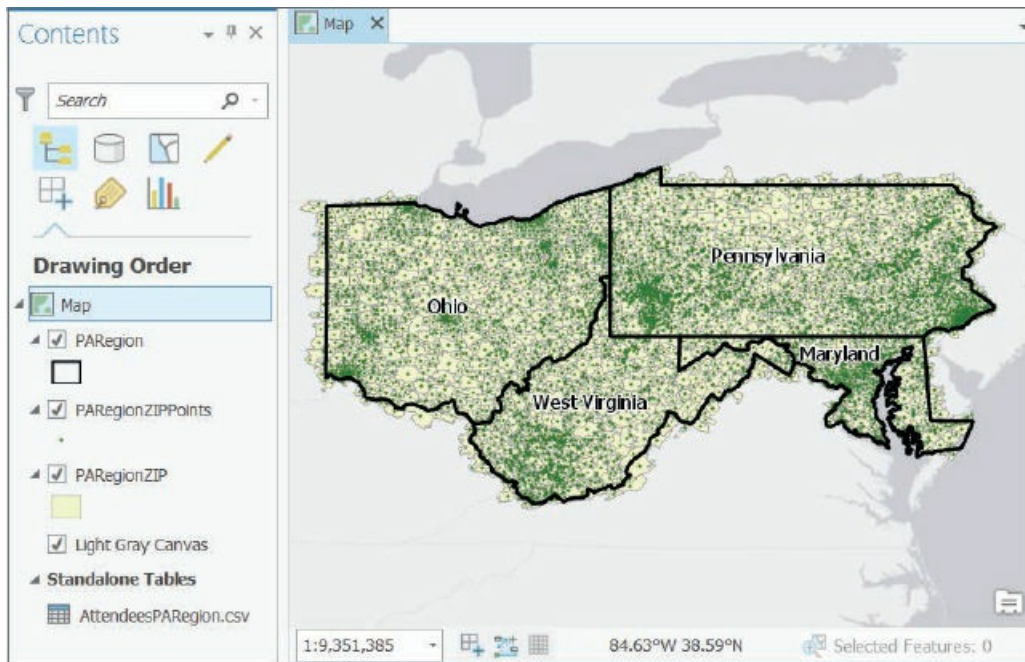 Contents
Search
Drawing Order
Map
PARegion
PARegionZIPPoints
PARegionZIP
Light Gray Canvas
Standalone Tables
AttendeesPARegion.csv
Map
Pennsylvania
Ohio
Maryland
West Virginia
1:9,351,385
84.63°W 38.59°N
Selected Features: 0